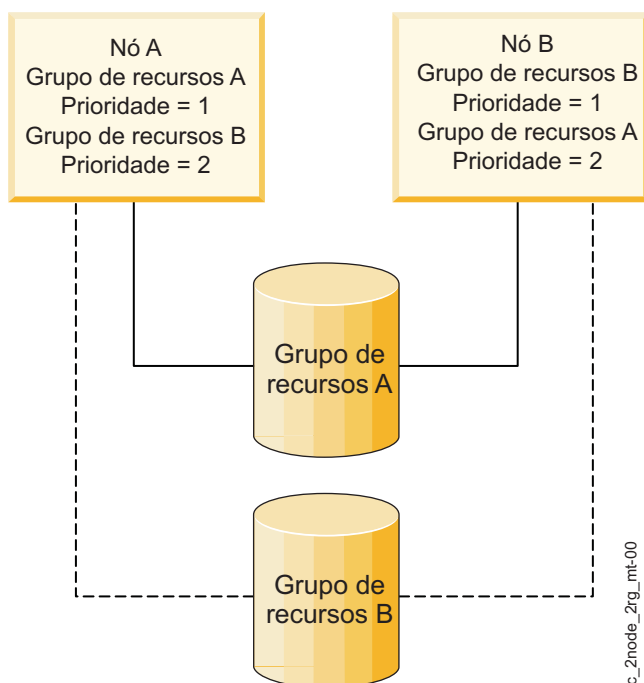 Nó A
Grupo de recursos A
Prioridade = 1
Grupo de recursos B
Prioridade = 2
Nó B
Grupo de recursos B
Prioridade = 1
Grupo de recursos A
Prioridade = 2
Grupo de
recursos A
Grupo de
recursos B
c_2node_2rg_mt-00